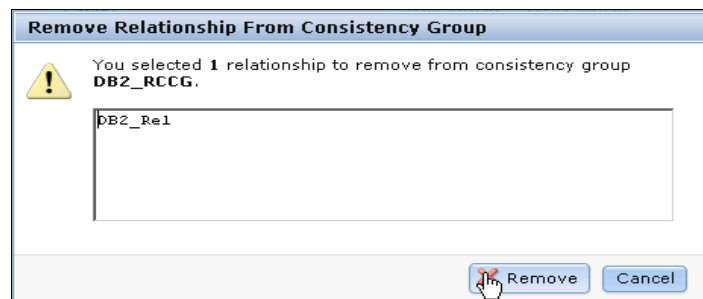 Remove Relationship From Consistency Group
You selected 1 relationship to remove from consistency group
DB2_RCCG.
DB2_Rel
Remove
Cancel